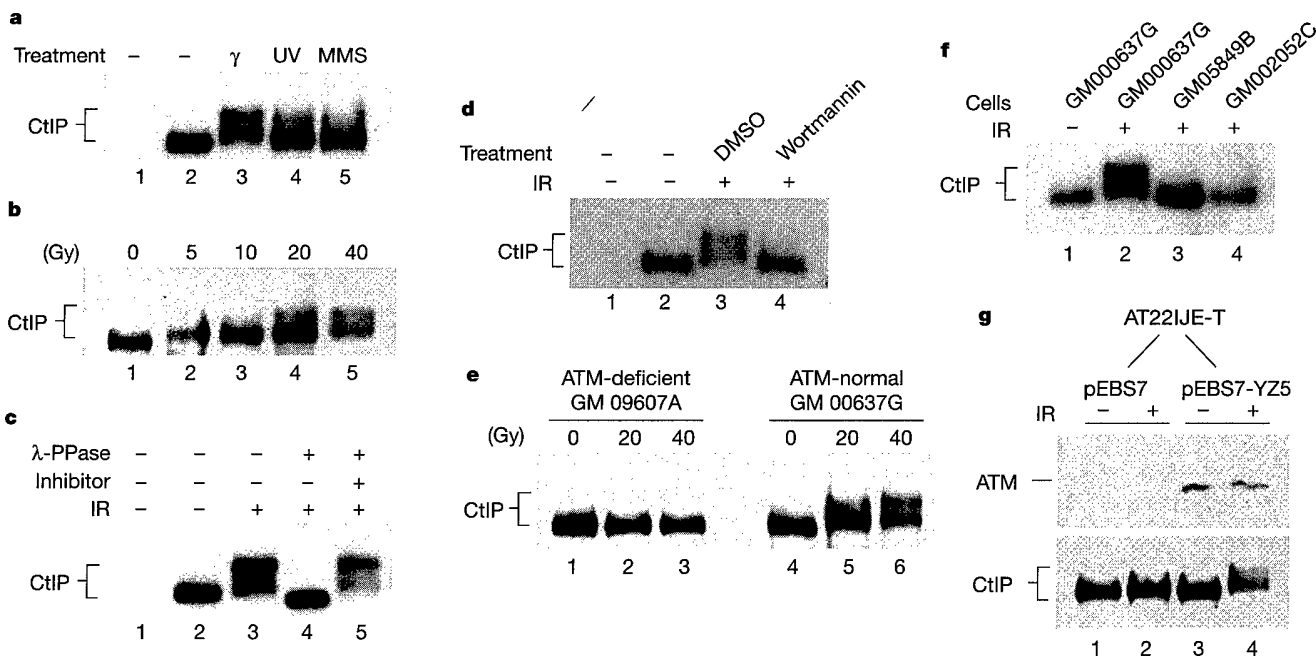 a
Treatment – – γ UV MMS
CtIP
1 2 3 4 5
b
(Gy) 0 5 10 20 40
CtIP
1 2 3 4 5
c
λ-PPase – – – + +
Inhibitor – – – – +
IR – – + + +
CtIP
1 2 3 4 5
d
Treatment – – DMSO Wortmannin
IR – – + +
CtIP
1 2 3 4
e
ATM-deficient ATM-normal
GM 09607A GM 00637G
(Gy) 0 20 40 0 20 40
CtIP
1 2 3 4 5 6
f
Cells GM000637G GM000637G GM05849B GM002052C
IR – + + +
CtIP
1 2 3 4
g
AT22IJE-T
pEBS7 pEBS7-YZ5
IR – + – +
ATM
CtIP
1 2 3 4